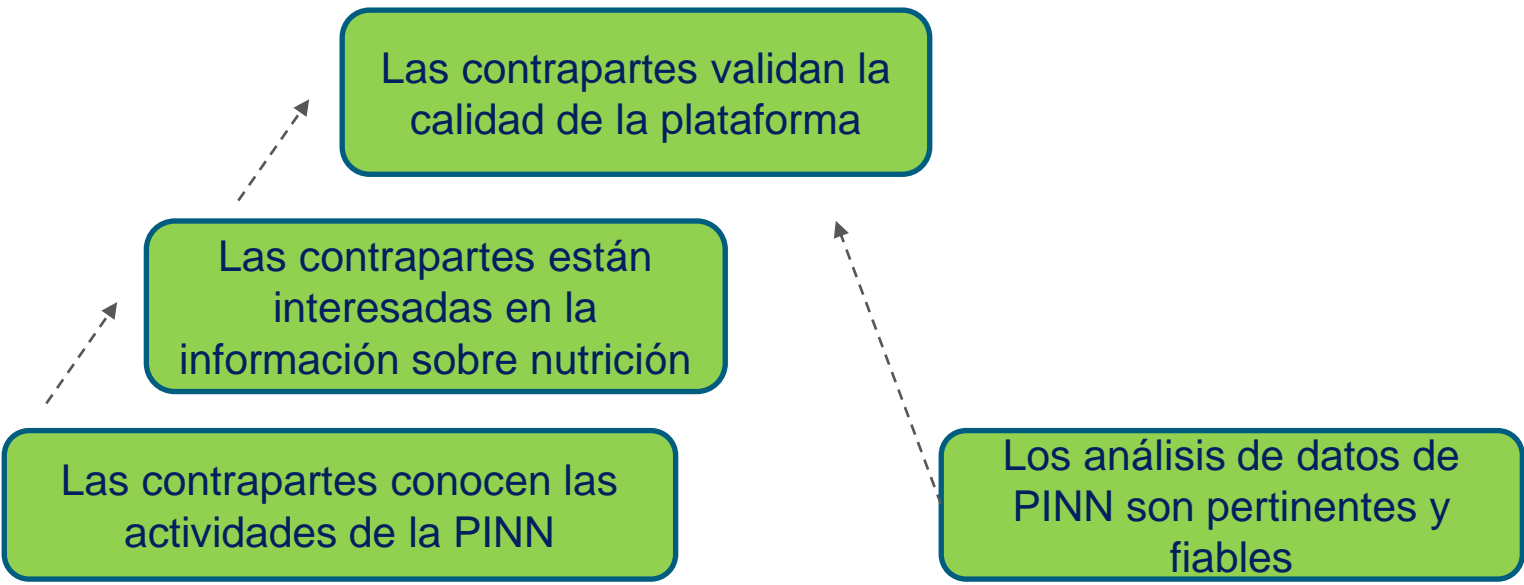 Las contrapartes validan la
calidad de la plataforma
Las contrapartes están
interesadas en la
información sobre nutrición
Las contrapartes conocen las
actividades de la PINN
Los análisis de datos de
PINN son pertinentes y
fiables